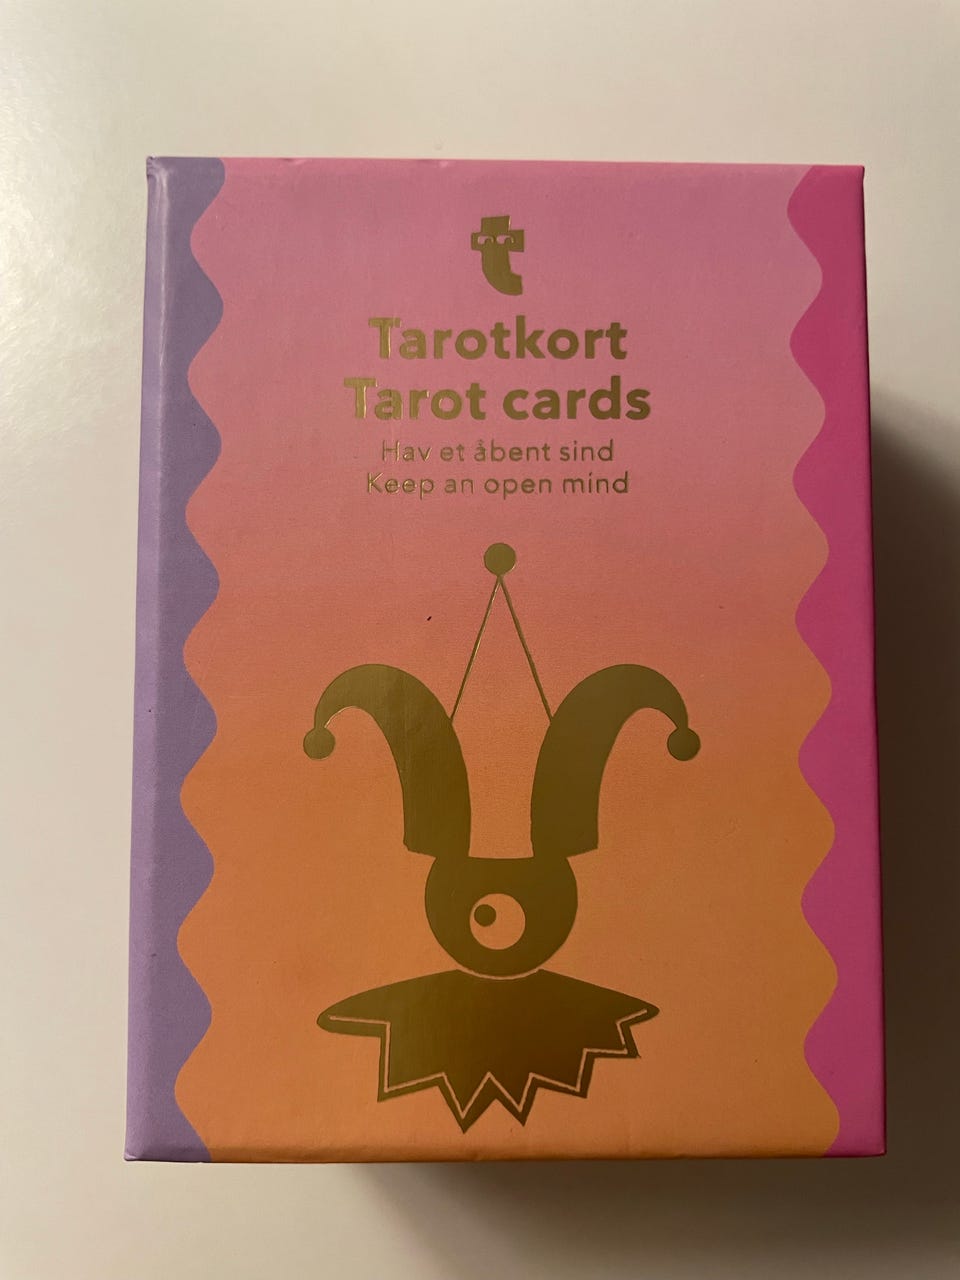 Tarotkort
Tarot cards
Hav et åbent sind
Keep an open mind